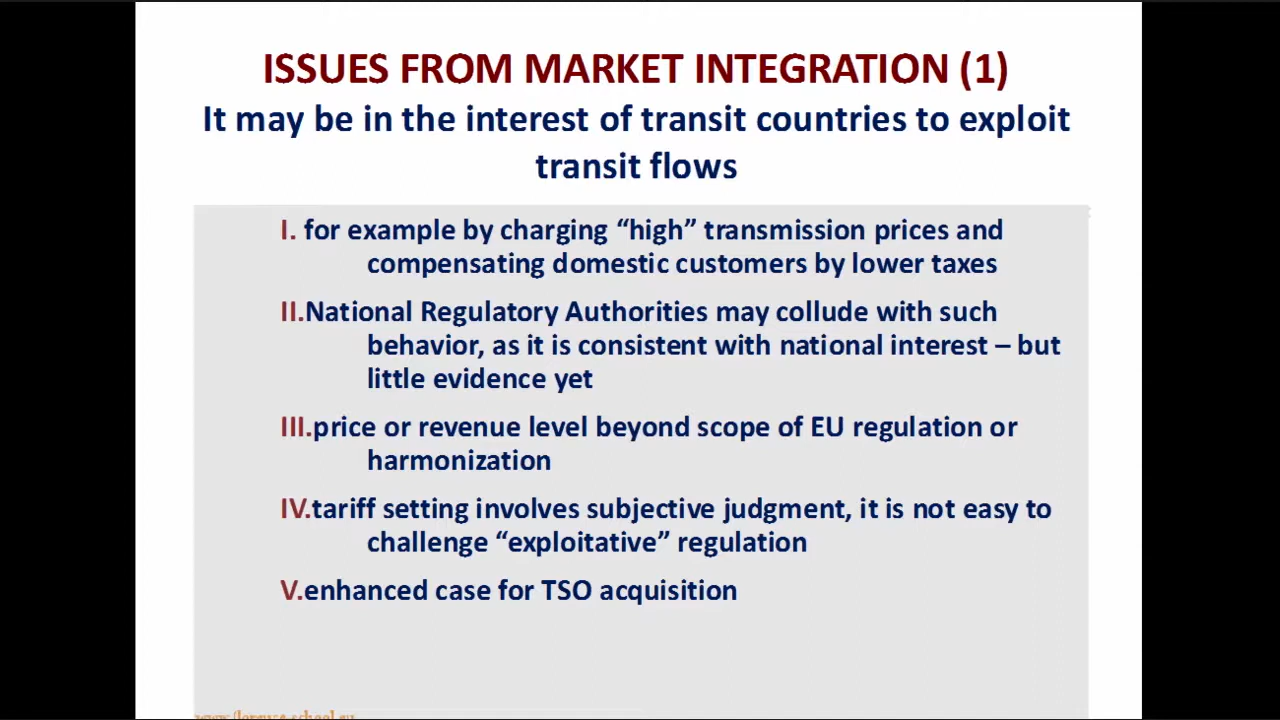 ISSUES FROM MARKET INTEGRATION (1)
It may be in the interest of transit countries to exploit
transit flows
I. for example by charging “high” transmission prices and
compensating domestic customers by lower taxes
II.National Regulatory Authorities may collude with such
behavior, as it is consistent with national interest – but
little evidence yet
III.price or revenue level beyond scope of EU regulation or
harmonization
IV.tariff setting involves subjective judgment, it is not easy to
challenge “exploitative” regulation
V.enhanced case for TSO acquisition